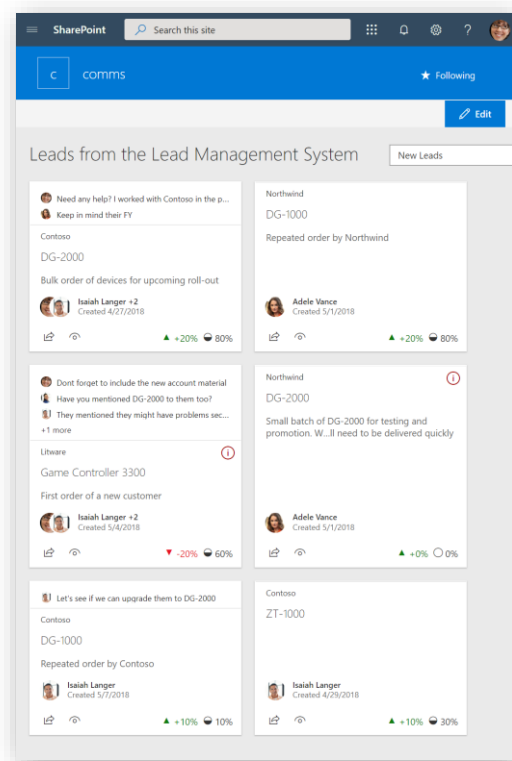 SharePoint
Search this site
?
C
comms
Following
Edit
Leads from the Lead Management System
New Leads
Need any help? I worked with Contoso in the p...
Keep in mind their FY
Contoso
DG-2000
Bulk order of devices for upcoming roll-out
Isaiah Langer +2
Created 4/27/2018
+20% 80%
Northwind
DG-1000
Repeated order by Northwind
Adele Vance
Created 5/1/2018
+20% 80%
Dont forget to include the new account material
Have you mentioned DG-2000 to them too?
They mentioned they might have problems sec...
+1 more
Litware
Game Controller 3300
First order of a new customer
Isaiah Langer +2
Created 5/4/2018
-20% 60%
Northwind
DG-2000
Small batch of DG-2000 for testing and
promotion. W...ll need to be delivered quickly
Adele Vance
Created 5/1/2018
+0% 0%
Let's see if we can upgrade them to DG-2000
Contoso
DG-1000
Repeated order by Contoso
Isaiah Langer
Created 5/7/2018
+10% 10%
Contoso
ZT-1000
Isaiah Langer
Created 4/29/2018
+10% 30%